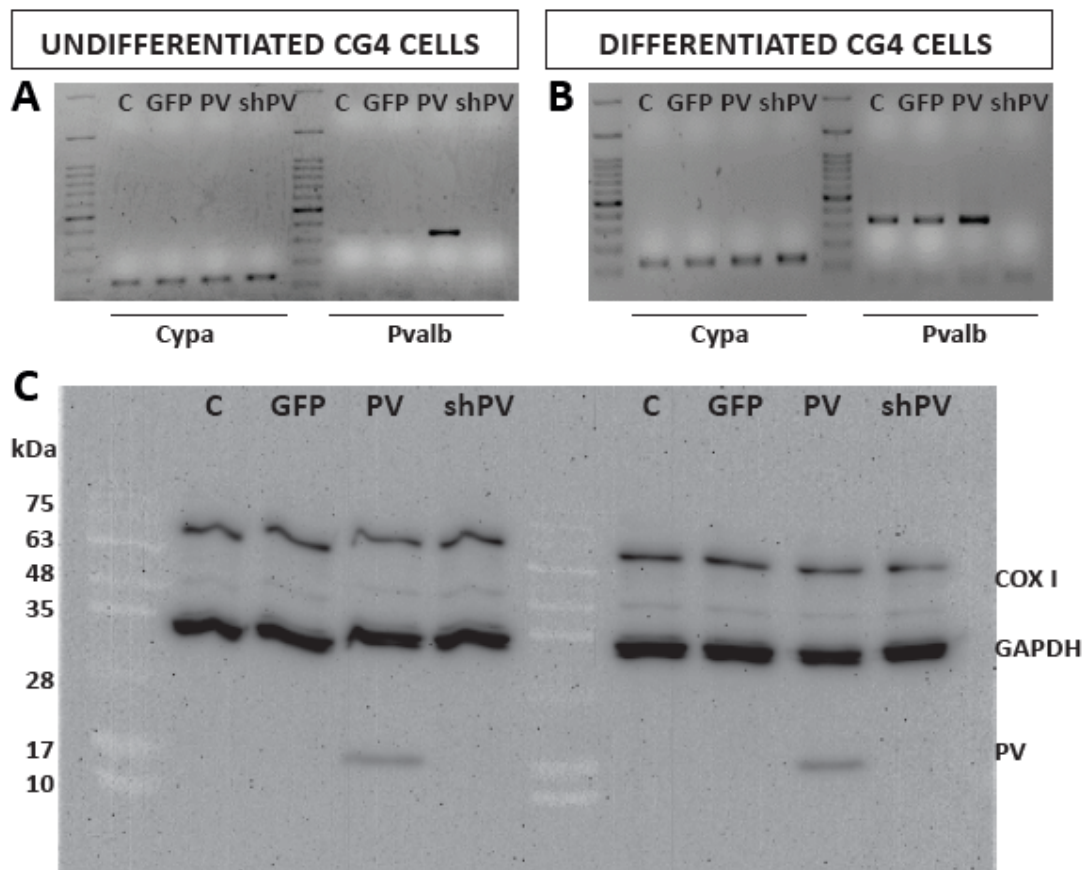 UNDIFFERENTIATED CG4 CELLS
DIFFERENTIATED CG4 CELLS
A
C GFP PV shPV
C GFP PV shPV
B
C GFP PV shPV
C GFP PV shPV
Cypa
Pvalb
Cypa
Pvalb
C
C GFP PV shPV
C GFP PV shPV
kDa
75
63
48
35
28
17
10
COX I
GAPDH
PV